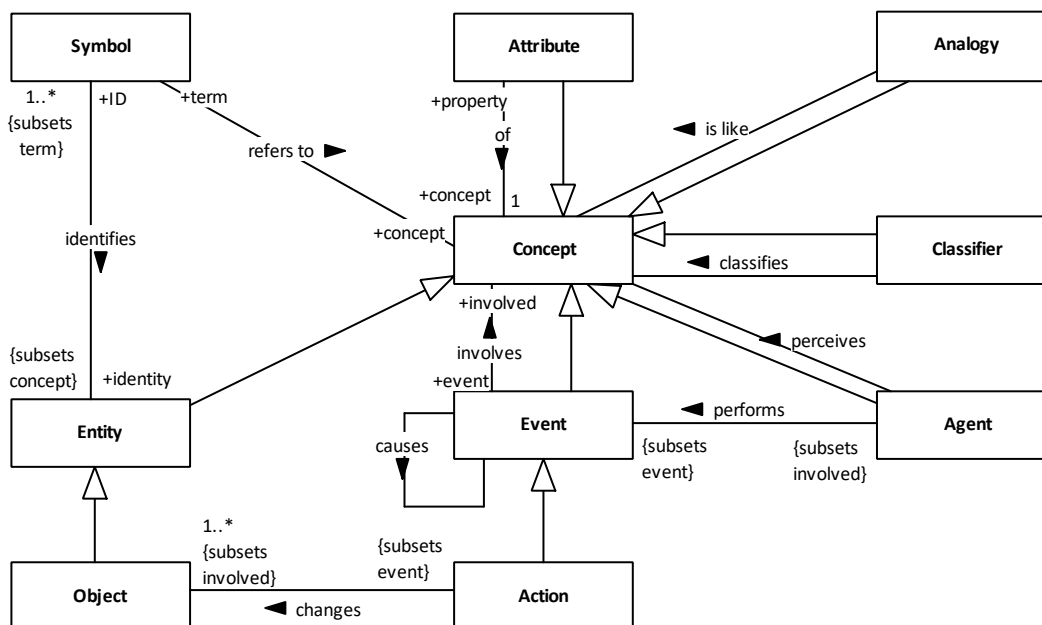 Symbol
Attribute
Analogy
1..*
{subsets
term}
+ID
+term
+property
of
is like
refers to
+concept
1
+concept
identifies
Concept
Classifier
classifies
+involved
involves
+event
perceives
{subsets
concept}
+identity
performs
Entity
Event
Agent
causes
{subsets
event}
{subsets
involved}
1..*
{subsets
involved}
{subsets
event}
Object
Action
changes